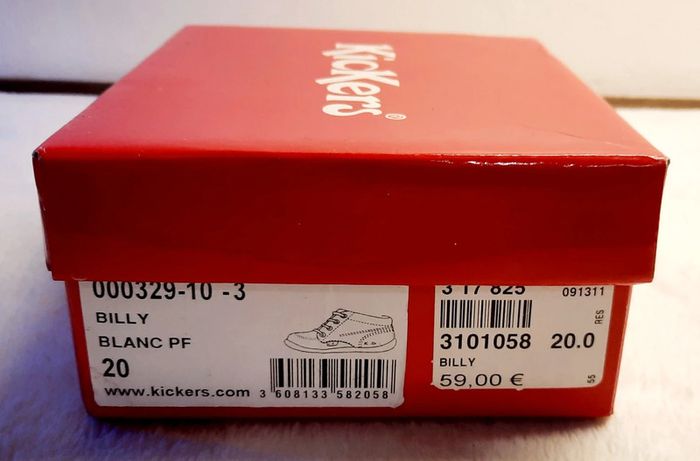 KicKers®
000329-10 -3
BILLY
BLANC PF
20
www.kickers.com
3 608133 582058
3 17 825
091311
3101058 20.0
RES
BILLY
59,00 €
55